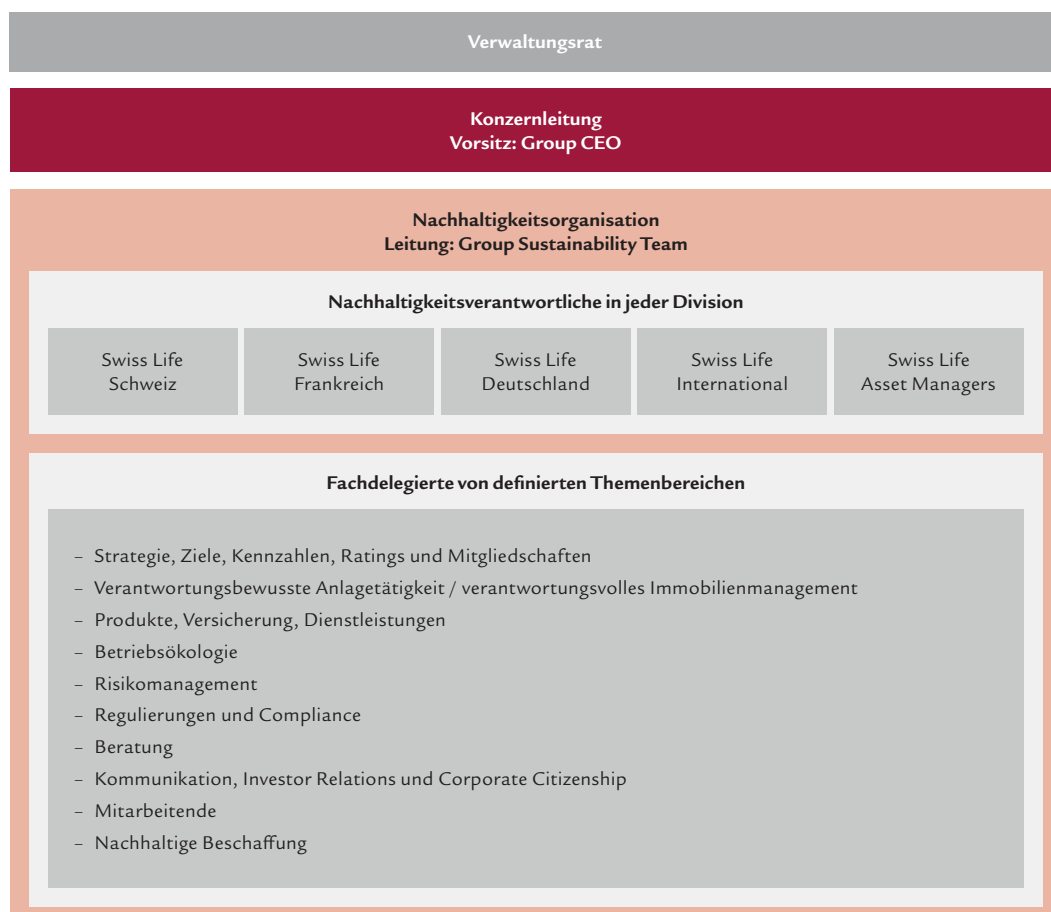 Verwaltungsrat
Konzernleitung
Vorsitz: Group CEO
Nachhaltigkeitsorganisation
Leitung: Group Sustainability Team
Nachhaltigkeitsverantwortliche in jeder Division
Swiss Life
Schweiz
Swiss Life
Frankreich
Swiss Life
Deutschland
Swiss Life
International
Swiss Life
Asset Managers
Fachdelegierte von definierten Themenbereichen
– Strategie, Ziele, Kennzahlen, Ratings und Mitgliedschaften
– Verantwortungsbewusste Anlagetätigkeit / verantwortungsvolles Immobilienmanagement
– Produkte, Versicherung, Dienstleistungen
– Betriebsökologie
– Risikomanagement
– Regulierungen und Compliance
– Beratung
– Kommunikation, Investor Relations und Corporate Citizenship
– Mitarbeitende
– Nachhaltige Beschaffung